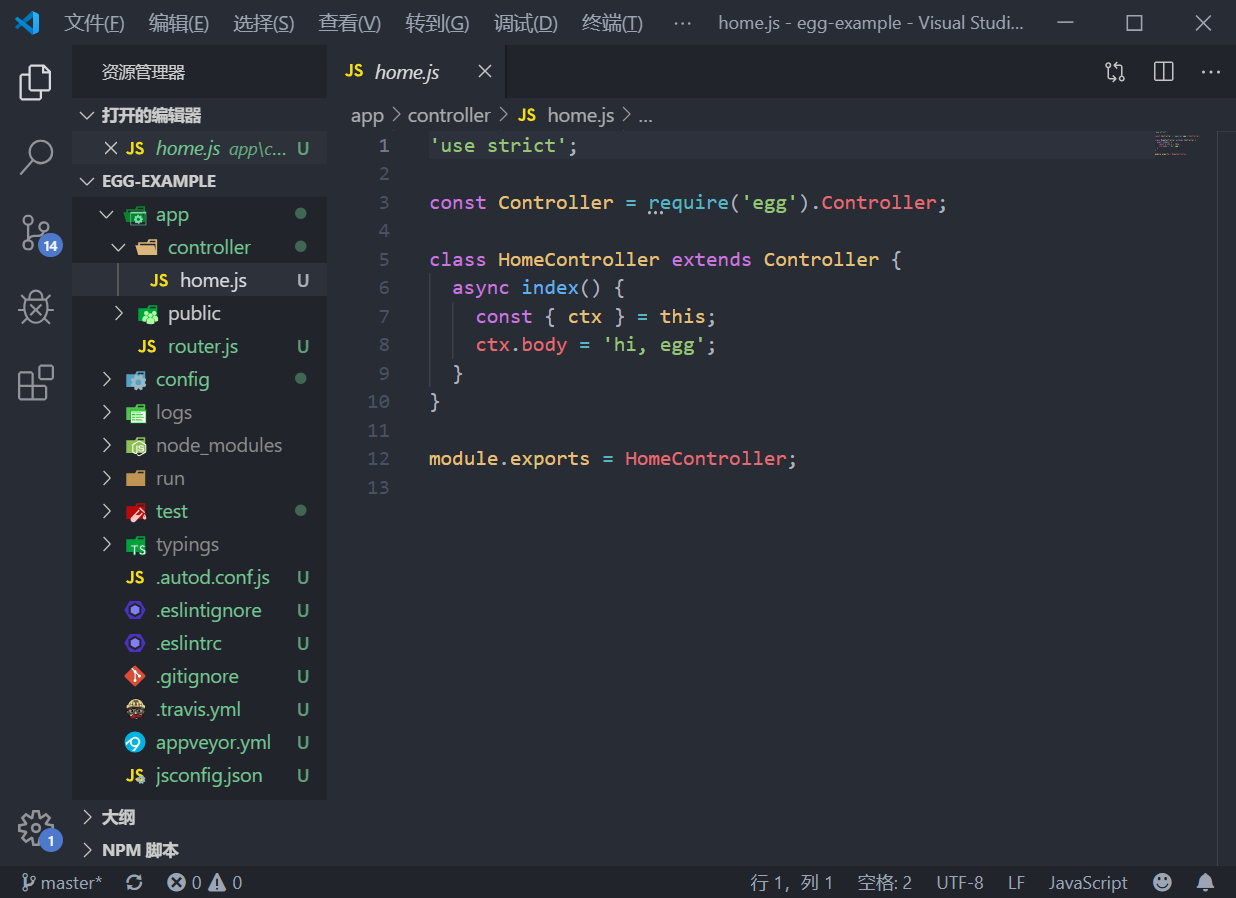 文件(F) 编辑(E) 选择(S) 查看(V) 转到(G) 调试(D) 终端(T) ··· home.js - egg-example - Visual Studi...
资源管理器
JS home.js
打开的编辑器
JS home.js app\c... U
EGG-EXAMPLE
app
controller
JS home.js U
public
JS router.js U
config
logs
node_modules
run
test
TS typings
JS .autod.conf.js U
.eslintignore U
.eslintrc U
.gitignore U
.travis.yml U
appveyor.yml U
JS jsconfig.json U
大纲
NPM 脚本
14
1
app > controller > JS home.js > ...
1 'use strict';
2
3 const Controller = require('egg').Controller;
4
5 class HomeController extends Controller {
6 async index() {
7 const { ctx } = this;
8 ctx.body = 'hi, egg';
9 }
10 }
11
12 module.exports = HomeController;
13
master* 0 0 行 1，列 1 空格: 2 UTF-8 LF JavaScript